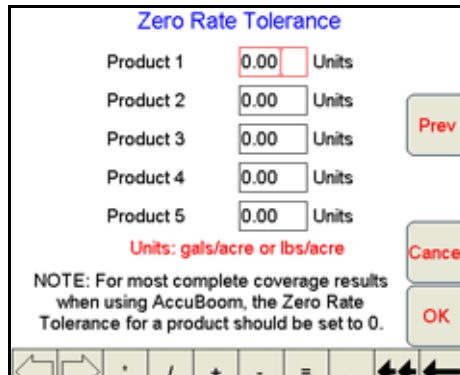 Zero Rate Tolerance
Product 1 0.00 Units
Product 2 0.00 Units
Product 3 0.00 Units
Product 4 0.00 Units
Product 5 0.00 Units
Units: gals/acre or lbs/acre
NOTE: For most complete coverage results
when using AccuBoom, the Zero Rate
Tolerance for a product should be set to 0.
Prev
Cance
OK
* / + - =